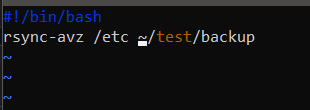 #!/bin/bash
rsync-avz /etc ~/test/backup
~
~
~